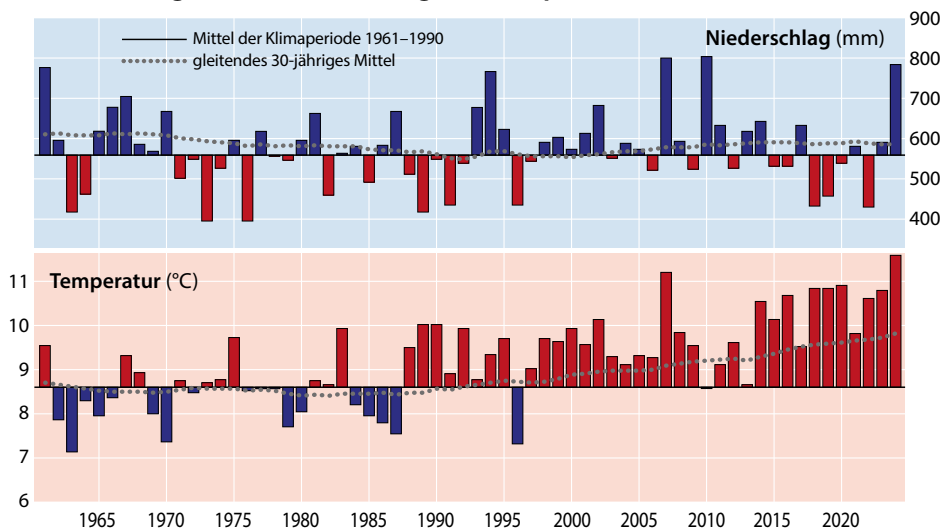 900
Niederschlag (mm)
Mittel der Klimaperiode 1961–1990
gleitendes 30-jähriges Mittel
800
700
600
500
400
Temperatur (°C)
11
10
9
8
7
6
1965 1970 1975 1980 1985 1990 1995 2000 2005 2010 2015 2020